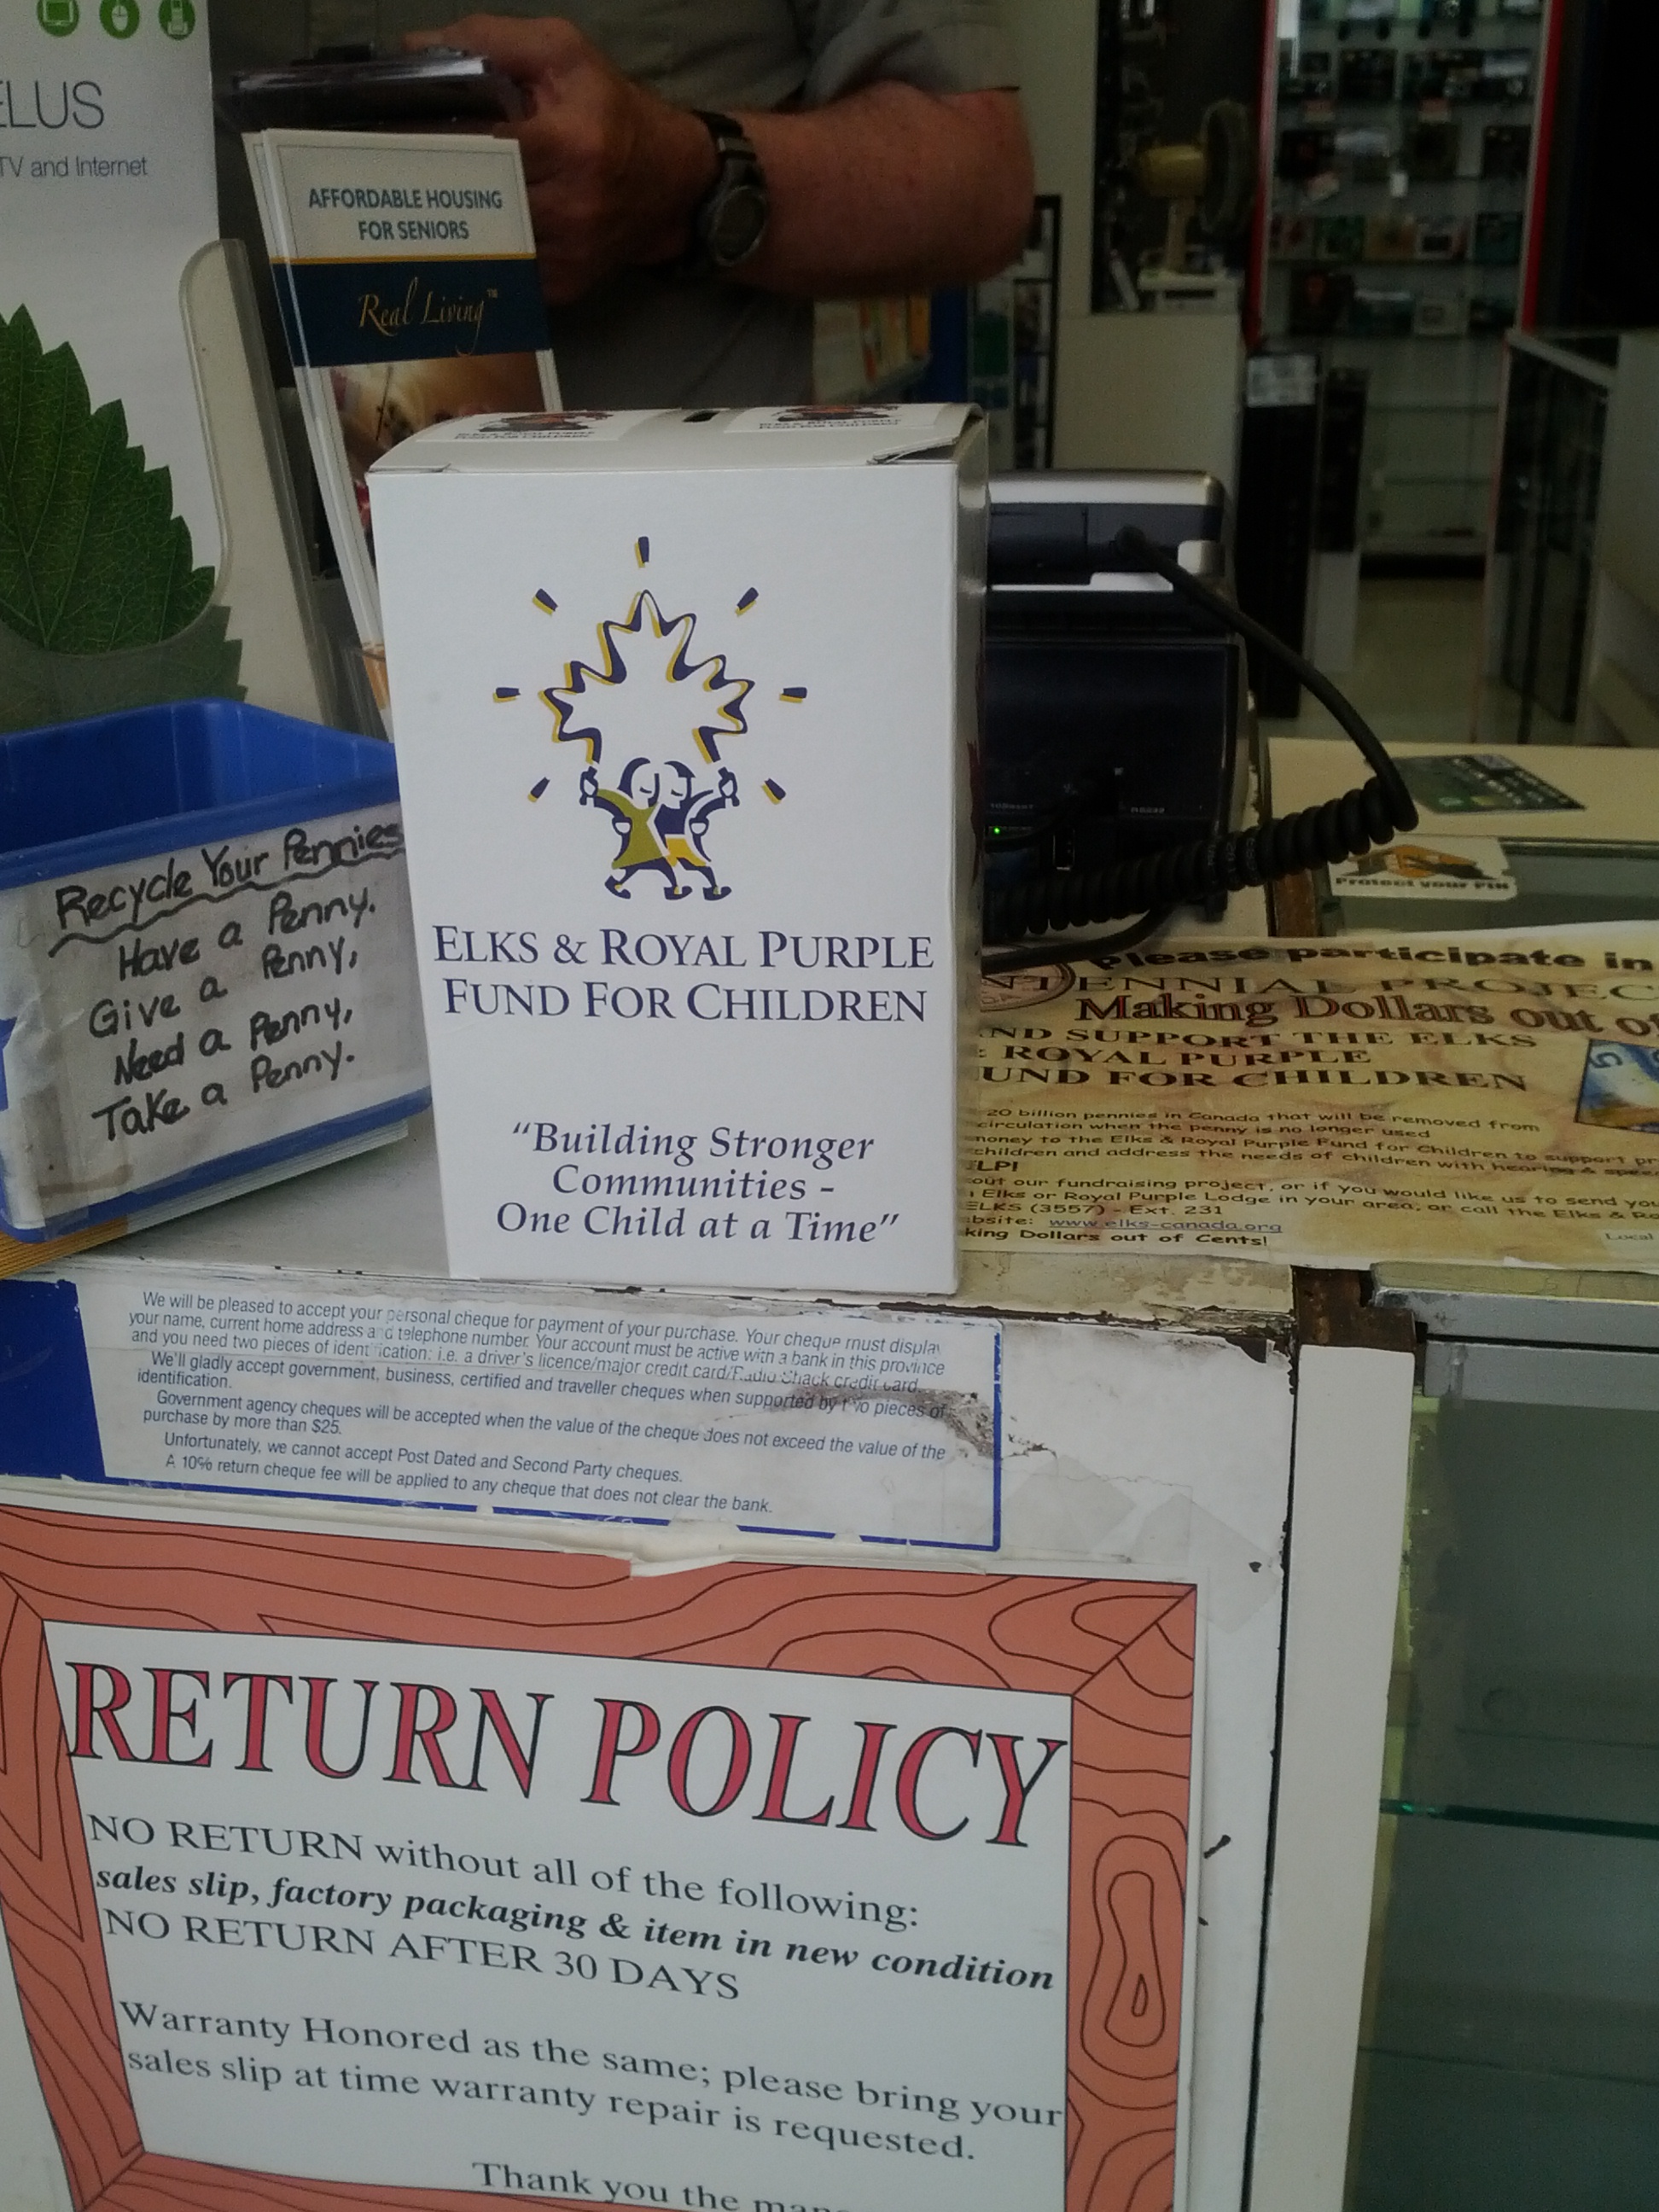 ELUS
TV and Internet
AFFORDABLE HOUSING
FOR SENIORS
Real Living™
ELKS & ROYAL PURPLE
FUND FOR CHILDREN
"Building Stronger
Communities -
One Child at a Time"
Recycle Your Pennies
Have a Penny.
Give a Penny,
Need a Penny,
Take a Penny.
Protect your PIN
Please participate in
NTENNIAL PROJEC
Making Dollars out of
ND SUPPORT THE ELKS
ROYAL PURPLE
UND FOR CHILDREN
20 billion pennies in Canada that will be removed from
circulation when the penny is no longer used
money to the Elks & Royal Purple Fund for Children to support pr
children and address the needs of children with hearing & spee
ELP!
out our fundraising project, or if you would like us to send you
Elks or Royal Purple Lodge in your area, or call the Elks & Ro
ELKS (3557) - Ext. 231
bsite: www.elks-canada.org
king Dollars out of Cents!
Local
We will be pleased to accept your personal cheque for payment of your purchase. Your cheque must display
your name, current home address and telephone number. Your account must be active with a bank in this province
and you need two pieces of identification: i.e. a driver's licence/major credit card/Radio Shack credit card.
We'll gladly accept government, business, certified and traveller cheques when supported by two pieces of
identification.
Government agency cheques will be accepted when the value of the cheque does not exceed the value of the
purchase by more than $25.
Unfortunately, we cannot accept Post Dated and Second Party cheques.
A 10% return cheque fee will be applied to any cheque that does not clear the bank.
RETURN POLICY
NO RETURN without all of the following:
sales slip, factory packaging & item in new condition
NO RETURN AFTER 30 DAYS
Warranty Honored as the same; please bring your
sales slip at time warranty repair is requested.
Thank you the